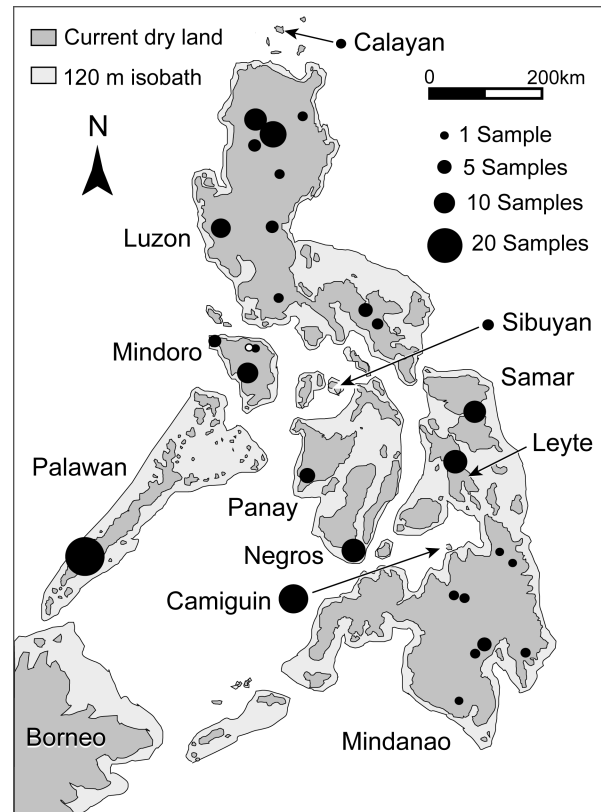 Current dry land
120 m isobath
Calayan
0 200km
N
1 Sample
5 Samples
10 Samples
20 Samples
Luzon
Sibuyan
Mindoro
Samar
Leyte
Palawan
Panay
Negros
Camiguin
Borneo
Mindanao